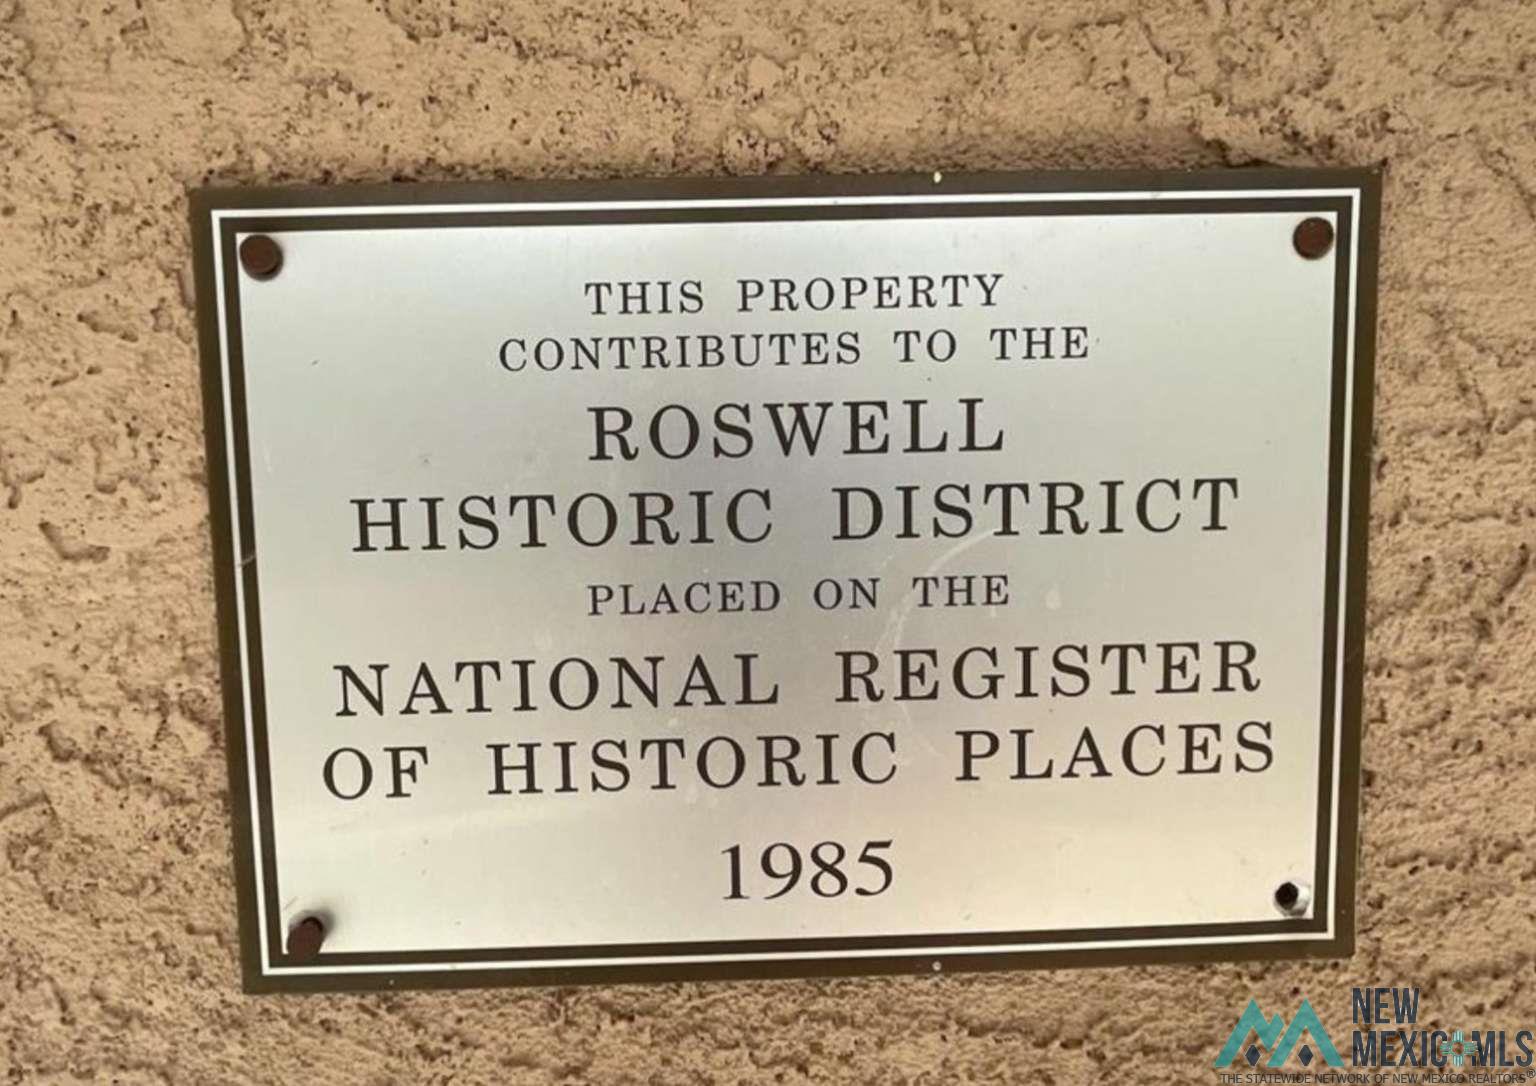 THIS PROPERTY
CONTRIBUTES TO THE
ROSWELL
HISTORIC DISTRICT
PLACED ON THE
NATIONAL REGISTER
OF HISTORIC PLACES
1985
NEW
MEXICO MLS
THE STATEWIDE NETWORK OF NEW MEXICO REALTORS®